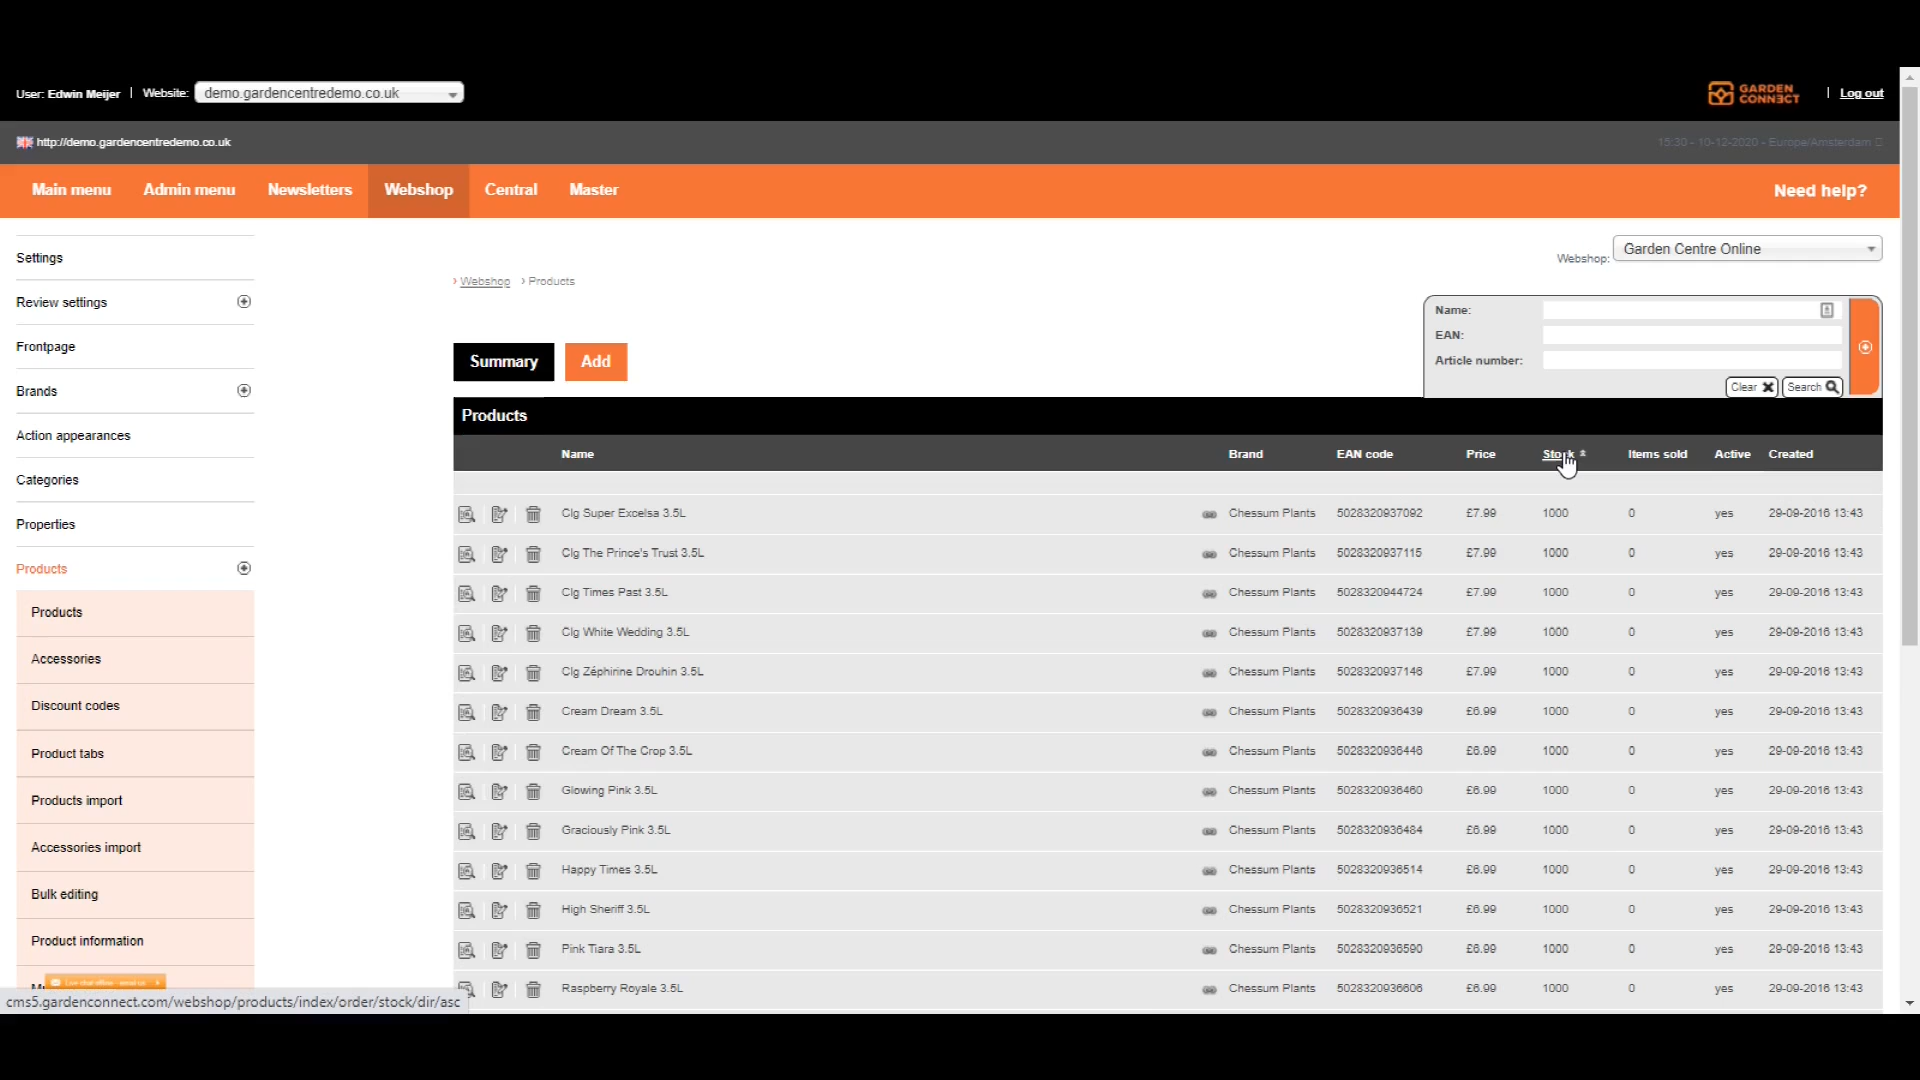 User: Edwin Meijer | Website: demo.gardencentredemo.co.uk
GARDEN CONNECT | Log out
http://demo.gardencentredemo.co.uk
15:30 - 10-12-2020 - Europe/Amsterdam
Main menu Admin menu Newsletters Webshop Central Master Need help?
Settings
Review settings
Frontpage
Brands
Action appearances
Categories
Properties
Products
Products
Accessories
Discount codes
Product tabs
Products import
Accessories import
Bulk editing
Product information
Live chat offline - email us
cms5.gardenconnect.com/webshop/products/index/order/stock/dir/asc
Webshop: Garden Centre Online
› Webshop › Products
Name:
EAN:
Article number:
Clear Search
Summary Add
Products
Name Brand EAN code Price Stock Items sold Active Created
Clg Super Excelsa 3.5L Chessum Plants 5028320937092 £7.99 1000 0 yes 29-09-2016 13:43
Clg The Prince's Trust 3.5L Chessum Plants 5028320937115 £7.99 1000 0 yes 29-09-2016 13:43
Clg Times Past 3.5L Chessum Plants 5028320944724 £7.99 1000 0 yes 29-09-2016 13:43
Clg White Wedding 3.5L Chessum Plants 5028320937139 £7.99 1000 0 yes 29-09-2016 13:43
Clg Zéphirine Drouhin 3.5L Chessum Plants 5028320937146 £7.99 1000 0 yes 29-09-2016 13:43
Cream Dream 3.5L Chessum Plants 5028320936439 £6.99 1000 0 yes 29-09-2016 13:43
Cream Of The Crop 3.5L Chessum Plants 5028320936446 £6.99 1000 0 yes 29-09-2016 13:43
Glowing Pink 3.5L Chessum Plants 5028320936460 £6.99 1000 0 yes 29-09-2016 13:43
Graciously Pink 3.5L Chessum Plants 5028320936484 £6.99 1000 0 yes 29-09-2016 13:43
Happy Times 3.5L Chessum Plants 5028320936514 £6.99 1000 0 yes 29-09-2016 13:43
High Sheriff 3.5L Chessum Plants 5028320936521 £6.99 1000 0 yes 29-09-2016 13:43
Pink Tiara 3.5L Chessum Plants 5028320936590 £6.99 1000 0 yes 29-09-2016 13:43
Raspberry Royale 3.5L Chessum Plants 5028320936606 £6.99 1000 0 yes 29-09-2016 13:43